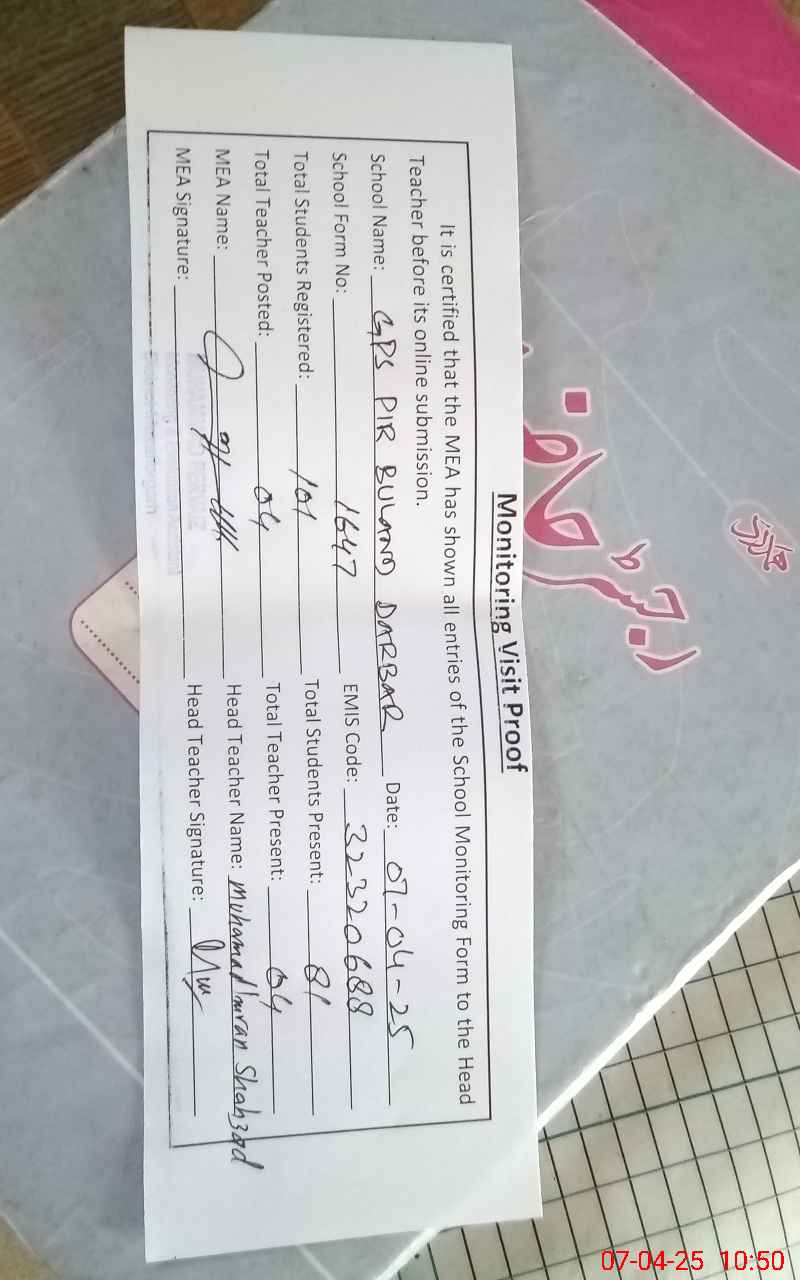 Monitoring Visit Proof
It is certified that the MEA has shown all entries of the School Monitoring Form to the Head
Teacher before its online submission.
School Name: GPS PIR BULAND DARBAR Date: 07-04-25
School Form No: 1647 EMIS Code: 32320688
Total Students Registered: 101 Total Students Present: 81
Total Teacher Posted: 04 Total Teacher Present: 04
MEA Name: Head Teacher Name: Muhamad Imran Shahzad
MEA Signature: Head Teacher Signature:
رجسٹر حاضر
07-04-25 10:50